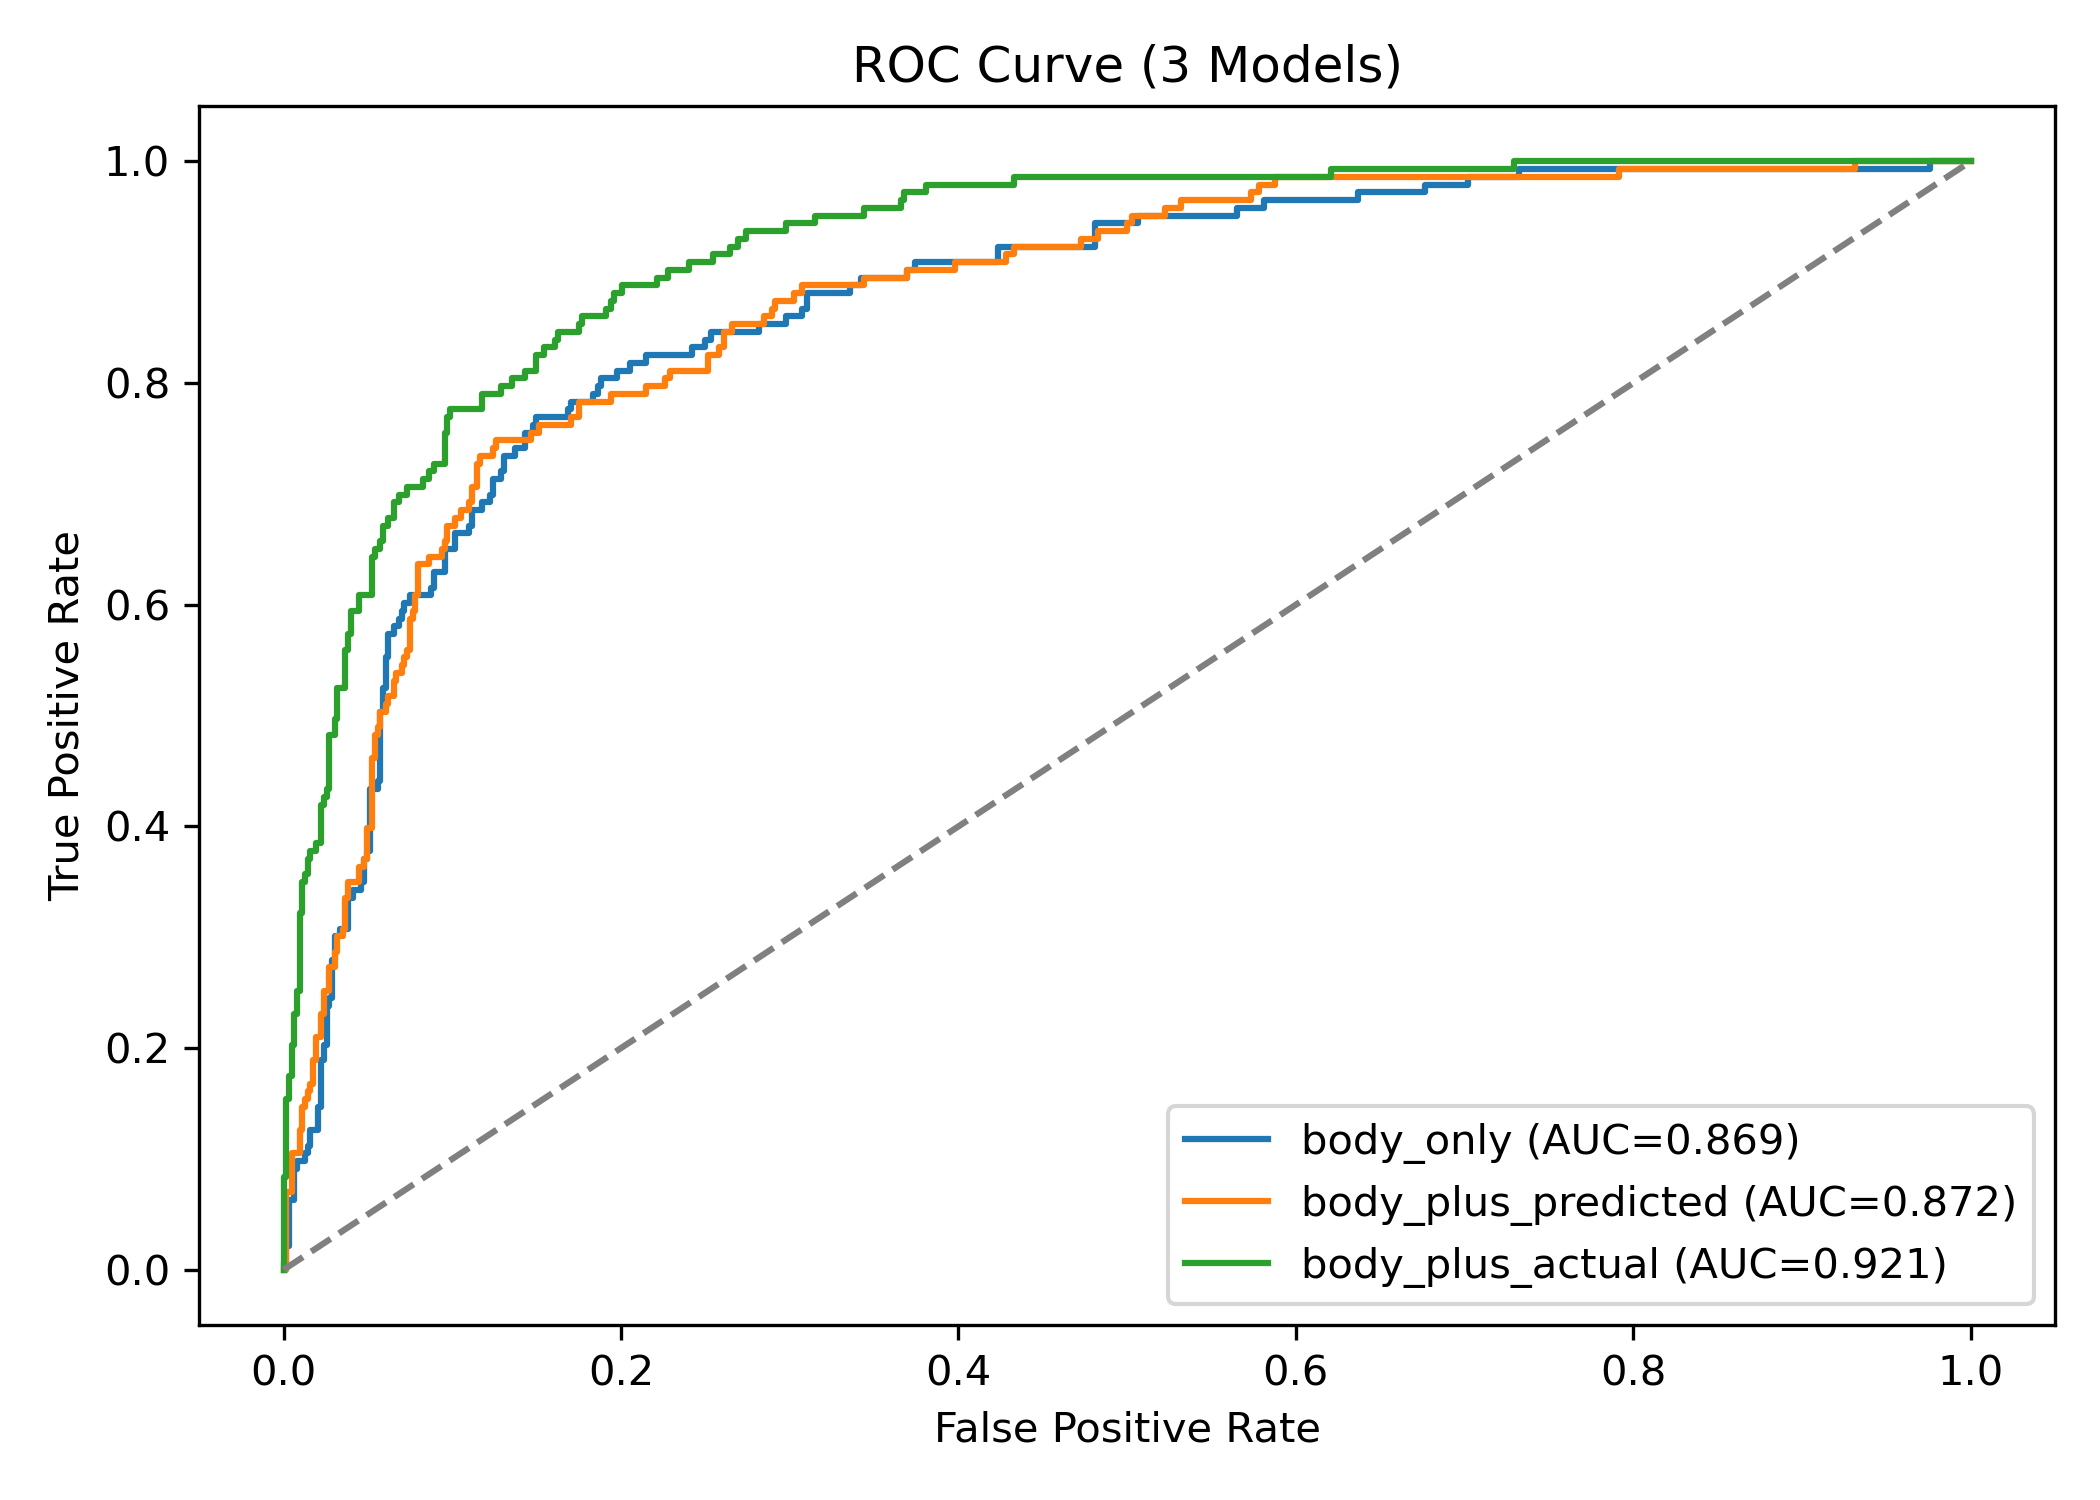 ROC Curve (3 Models)
True Positive Rate
1.0
0.8
0.6
0.4
0.2
0.0
0.0 0.2 0.4 0.6 0.8 1.0
False Positive Rate
body_only (AUC=0.869)
body_plus_predicted (AUC=0.872)
body_plus_actual (AUC=0.921)